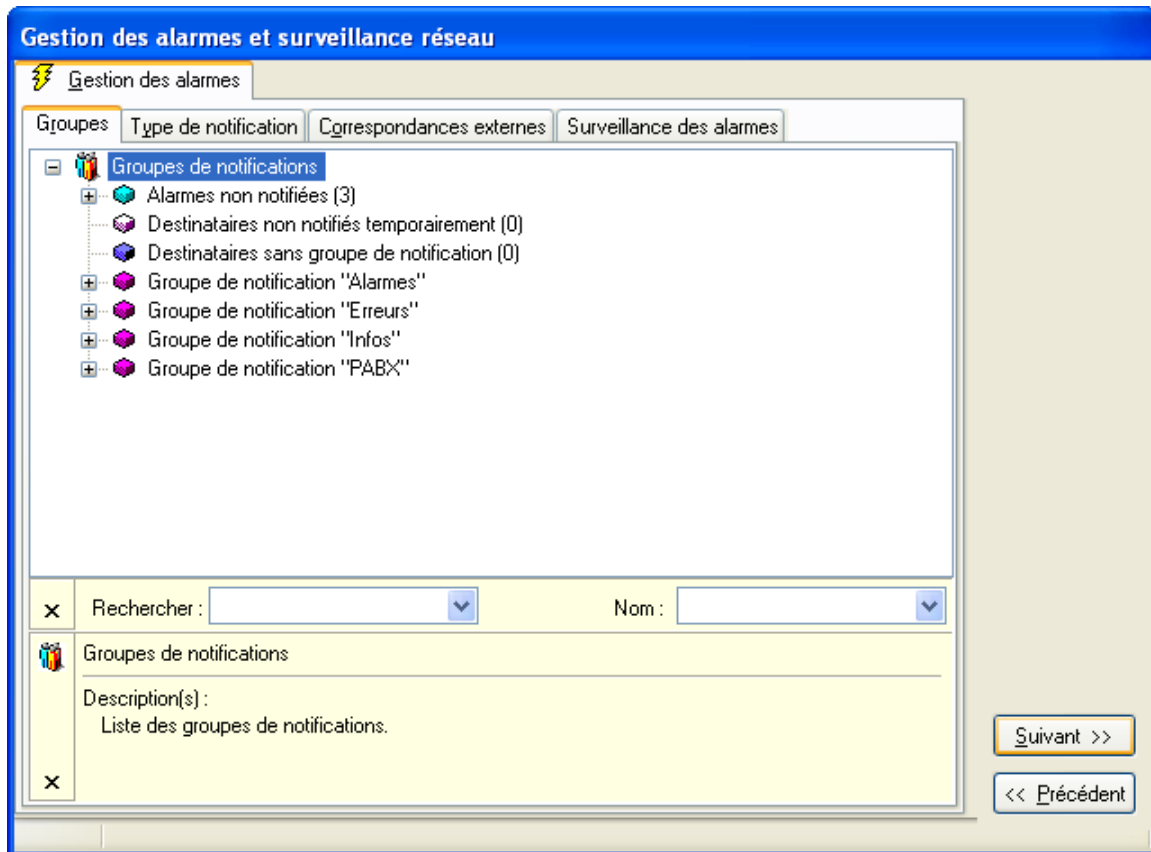 Gestion des alarmes et surveillance réseau
Gestion des alarmes
Groupes Type de notification Correspondances externes Surveillance des alarmes
Groupes de notifications
Alarmes non notifiées (3)
Destinataires non notifiés temporairement (0)
Destinataires sans groupe de notification (0)
Groupe de notification "Alarmes"
Groupe de notification "Erreurs"
Groupe de notification "Infos"
Groupe de notification "PABX"
Rechercher : Nom :
Groupes de notifications
Description(s) :
Liste des groupes de notifications.
Suivant >>
<< Précédent